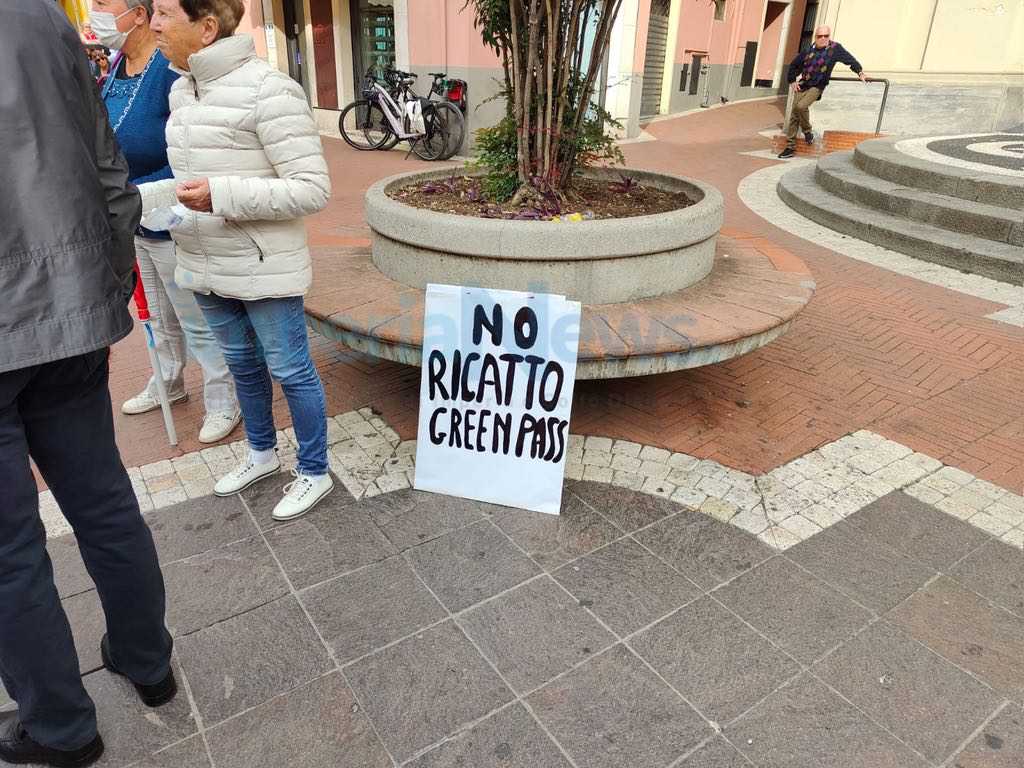 NO
RICATTO
GREEN PASS